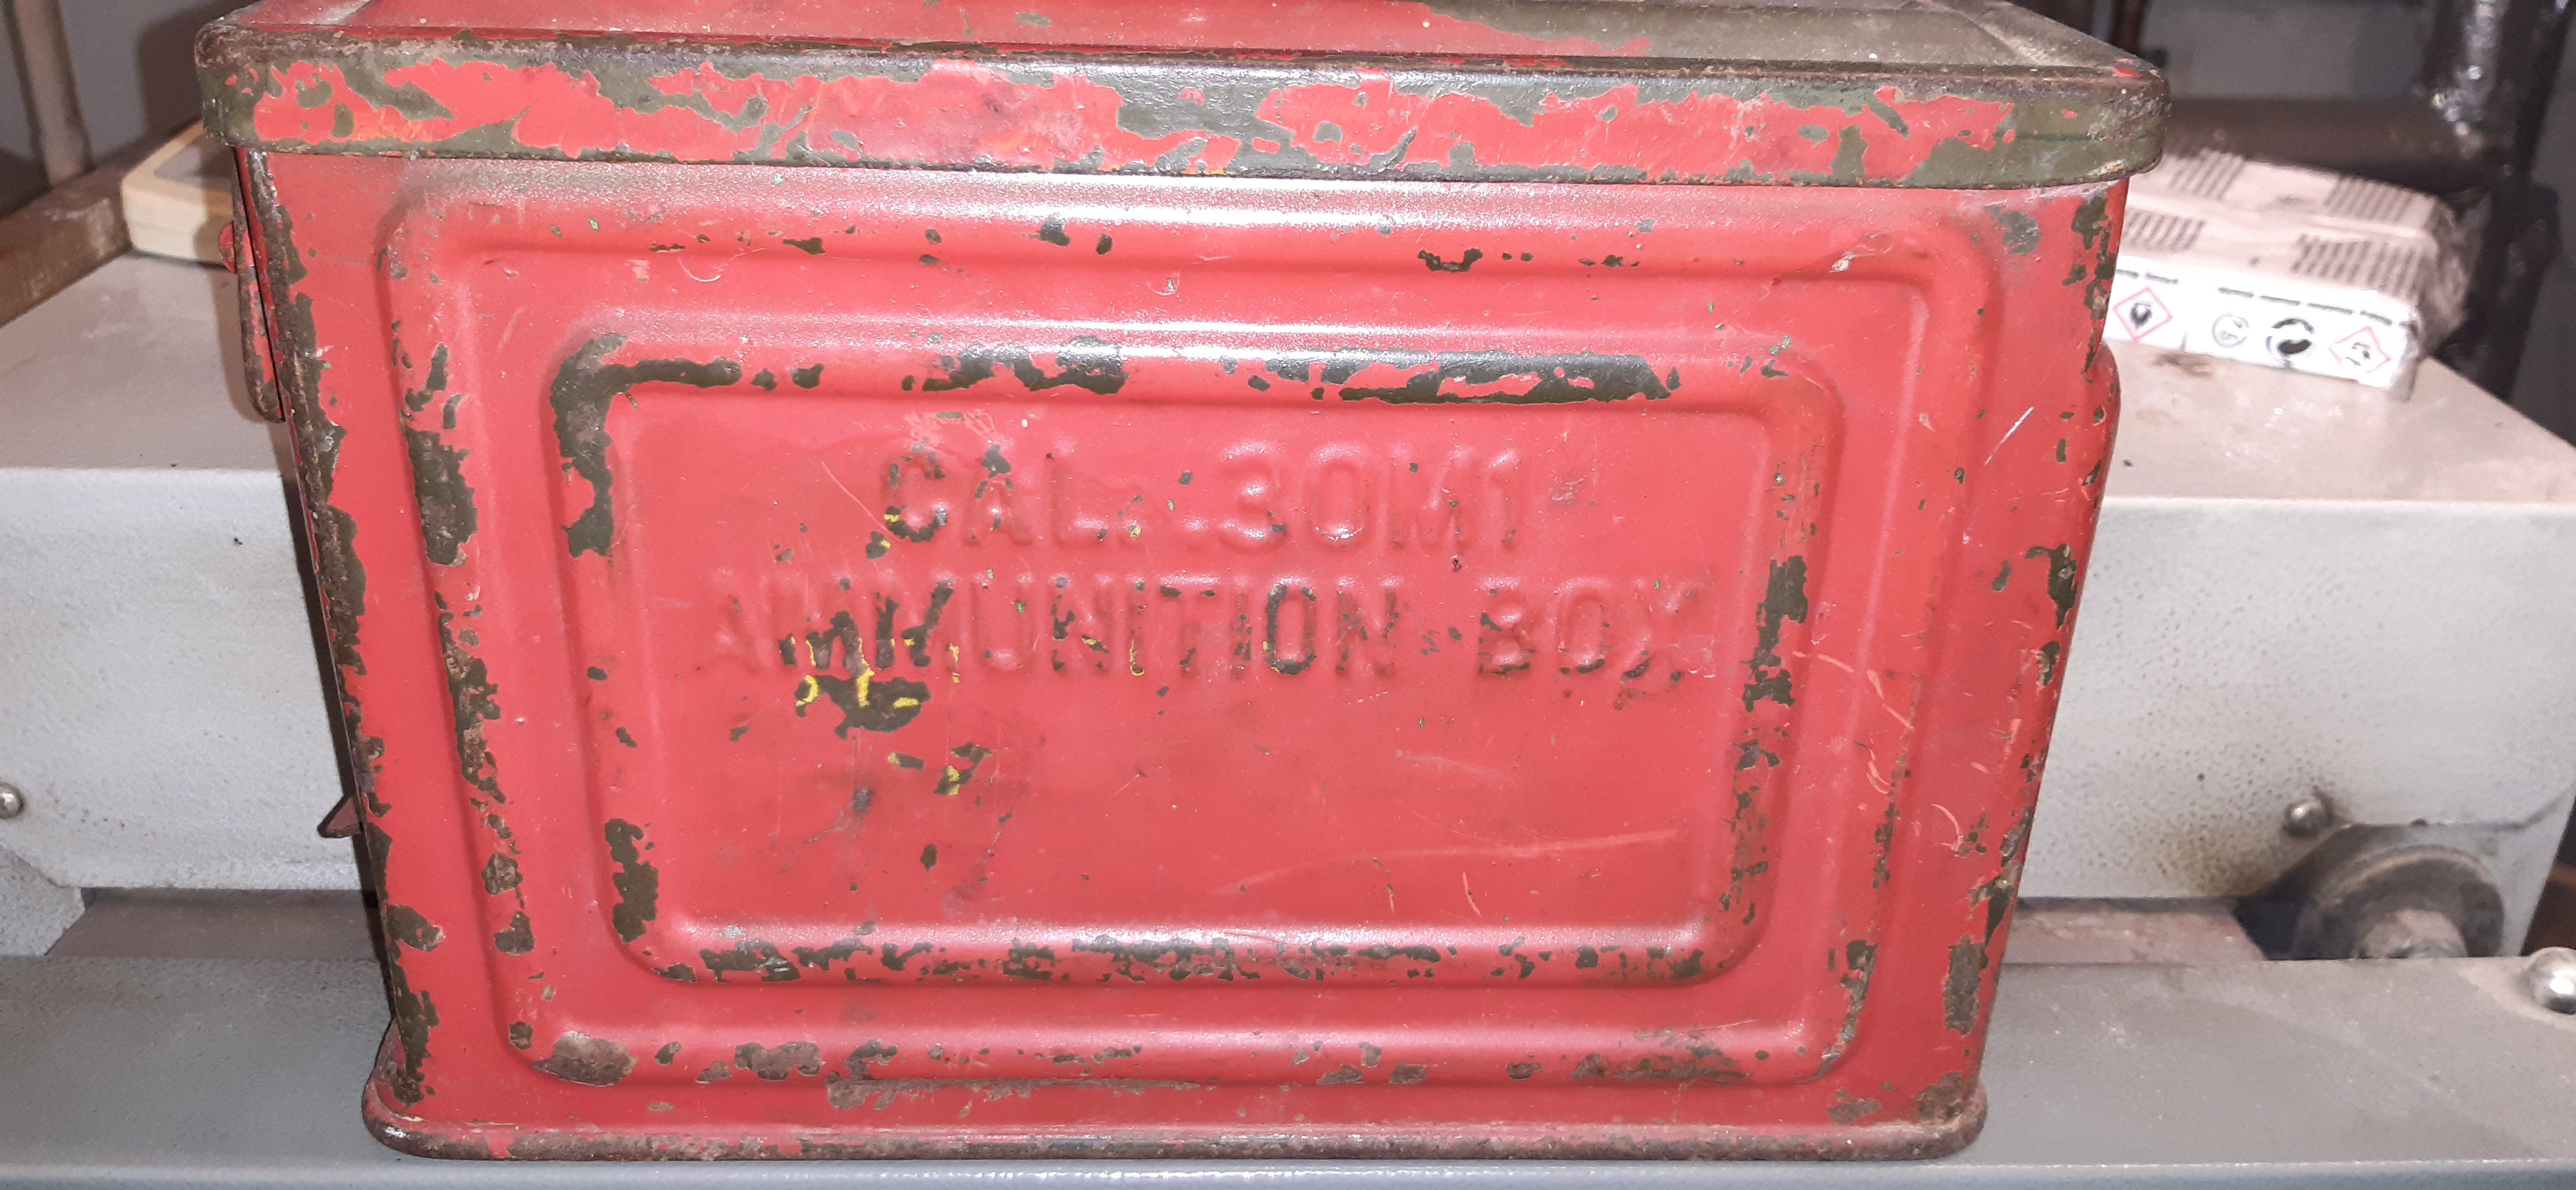 CAL. .30M1
AMMUNITION BOX